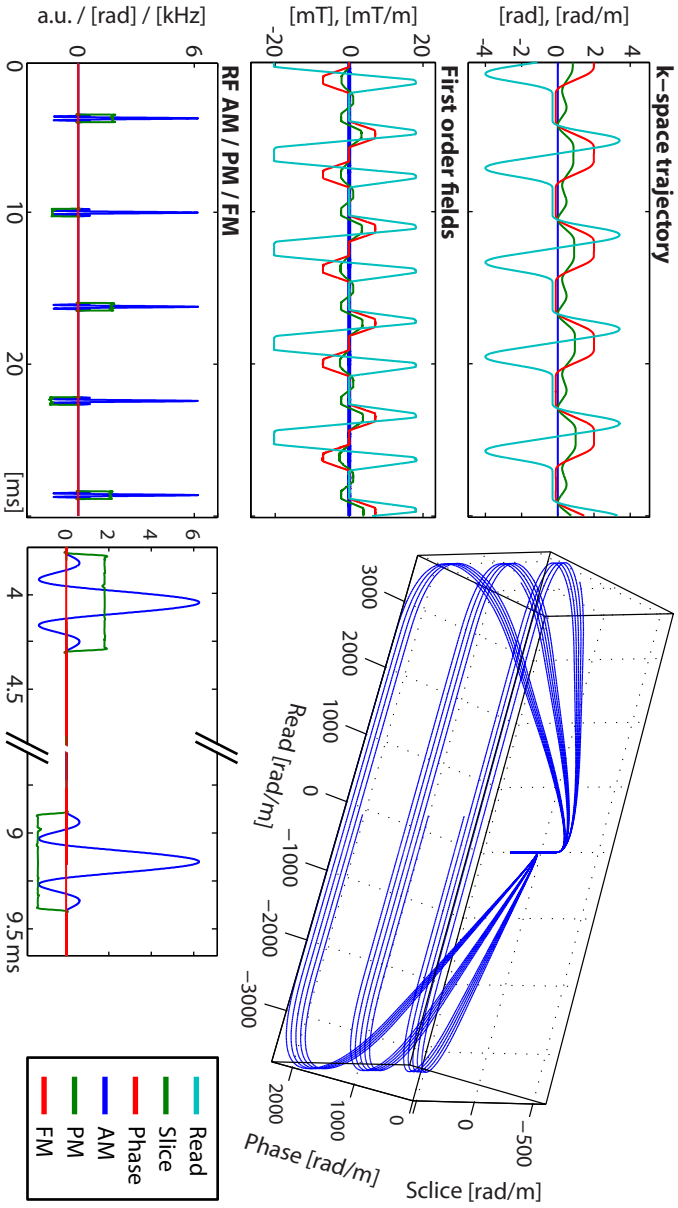 k−space trajectory
[rad], [rad/m]
4
2
0
−2
−4
First order fields
[mT], [mT/m]
20
0
−20
RF AM / PM / FM
a.u. / [rad] / [kHz]
6
0
0
10
20
[ms]
−500
0
Sclice [rad/m]
3000
2000
1000
0
−1000
−2000
−3000
Read [rad/m]
0
1000
2000
Phase [rad/m]
6
4
2
0
4
4.5
9
9.5 ms
Read
Slice
Phase
AM
PM
FM